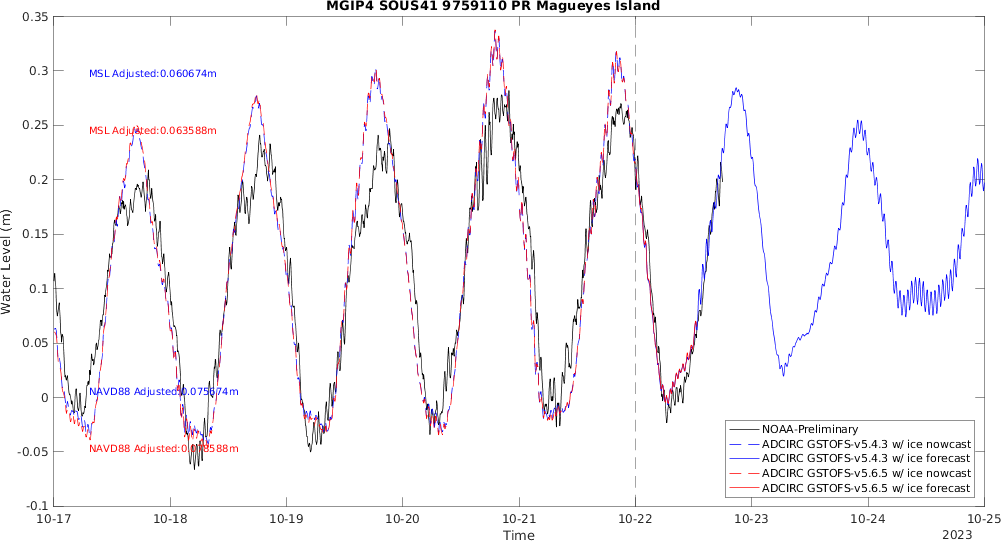 MGIP4 SOUS41 9759110 PR Magueyes Island
0.35
0.3
0.25
0.2
0.15
0.1
0.05
0
-0.05
-0.1
Water Level (m)
MSL Adjusted:0.060674m
MSL Adjusted:0.063588m
NAVD88 Adjusted:0.075674m
NAVD88 Adjusted:0.078588m
NOAA-Preliminary
ADCIRC GSTOFS-v5.4.3 w/ ice nowcast
ADCIRC GSTOFS-v5.4.3 w/ ice forecast
ADCIRC GSTOFS-v5.6.5 w/ ice nowcast
ADCIRC GSTOFS-v5.6.5 w/ ice forecast
10-17 10-18 10-19 10-20 10-21 10-22 10-23 10-24 10-25
Time
2023